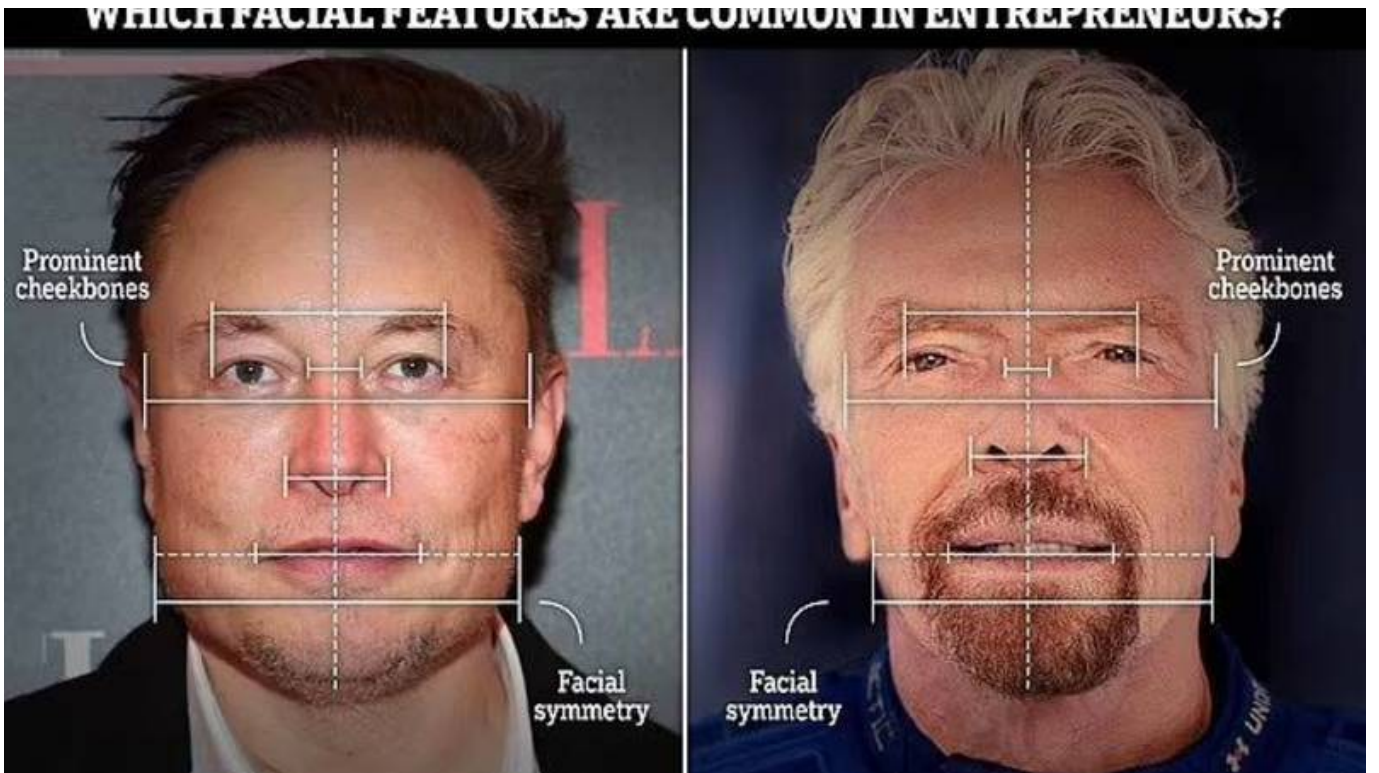 WHICH FACIAL FEATURES ARE COMMON IN ENTREPRENEURS?
Prominent
cheekbones
Prominent
cheekbones
Facial
symmetry
Facial
symmetry